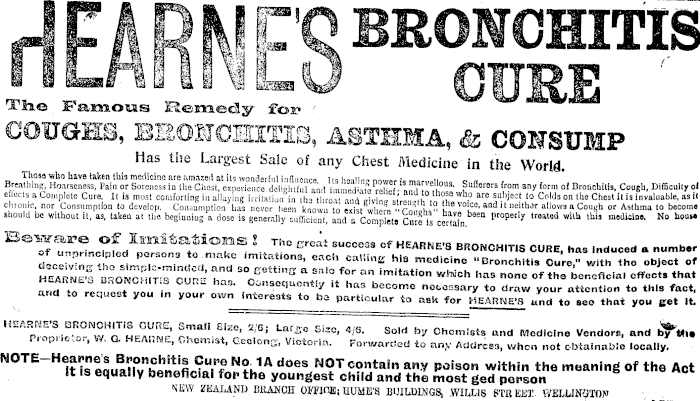 HEARNE'S BRONCHITIS
CURE
The Famous Remedy for
COUGHS, BRONCHITIS, ASTHMA, & CONSUMP
Has the Largest Sale of any Chest Medicine in the World.
Those who have taken this medicine are amazed at its wonderful influence. Its healing power is marvellous. Sufferers from any form of Bronchitis, Cough, Difficulty of
Breathing, Hoarseness, Pain or Soreness in the Chest, experience delightful and immediate relief; and to those who are subject to Colds on the Chest it is invaluable, as it
effects a Complete Cure. It is most comforting in allaying irritation in the throat and giving strength to the voice, and it neither allows a Cough or Asthma to become
chronic, nor Consumption to develop. Consumption has never been known to exist where "Coughs" have been properly treated with this medicine. No house
should be without it, as, taken at the beginning a dose is generally sufficient, and a Complete Cure is certain.
Beware of Imitations! The great success of HEARNE'S BRONCHITIS CURE, has induced a number
of unprincipled persons to make imitations, each calling his medicine "Bronchitis Cure," with the object of
deceiving the simple-minded, and so getting a sale for an imitation which has none of the beneficial effects that
HEARNE'S BRONCHITIS CURE has. Consequently it has become necessary to draw your attention to this fact,
and to request you in your own interests to be particular to ask for HEARNE'S and to see that you get it.
HEARNE'S BRONCHITIS CURE, Small Size, 2/6; Large Size, 4/6. Sold by Chemists and Medicine Vendors, and by the
Proprietor, W. G. HEARNE, Chemist, Geelong, Victoria. Forwarded to any Address, when not obtainable locally.
NOTE—Hearne's Bronchitis Cure No. 1A does NOT contain any poison within the meaning of the Act
It is equally beneficial for the youngest child and the most ged person
NEW ZEALAND BRANCH OFFICE; HUME'S BUILDINGS, WILLIS STREET WELLINGTON